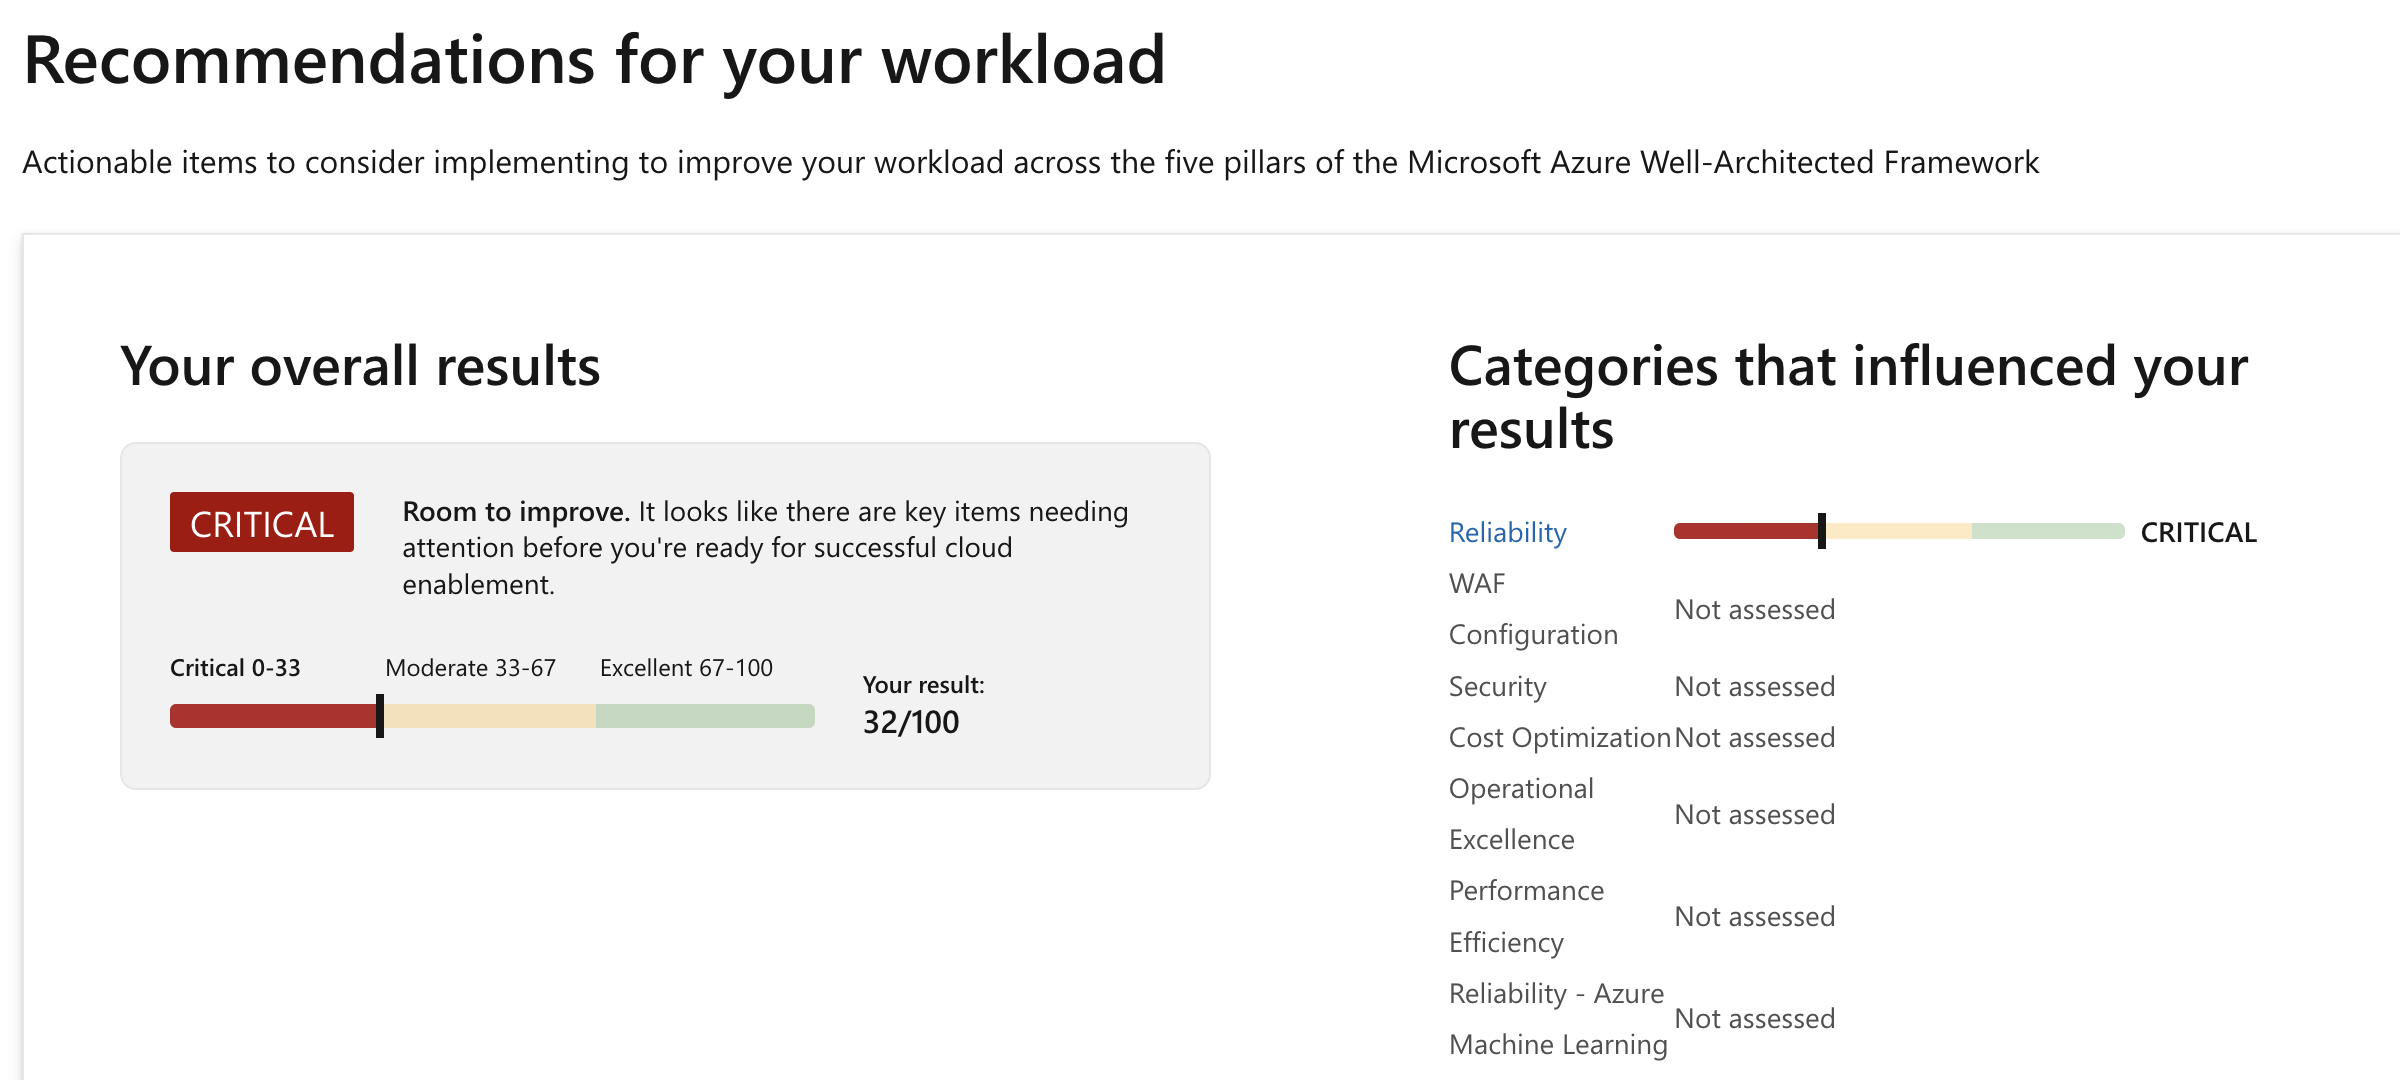 Recommendations for your workload
Actionable items to consider implementing to improve your workload across the five pillars of the Microsoft Azure Well-Architected Framework
Your overall results
CRITICAL
Room to improve. It looks like there are key items needing
attention before you're ready for successful cloud
enablement.
Critical 0-33
Moderate 33-67
Excellent 67-100
Your result:
32/100
Categories that influenced your
results
Reliability
CRITICAL
WAF
Configuration
Not assessed
Security
Not assessed
Cost Optimization
Not assessed
Operational
Excellence
Not assessed
Performance
Efficiency
Not assessed
Reliability - Azure
Machine Learning
Not assessed